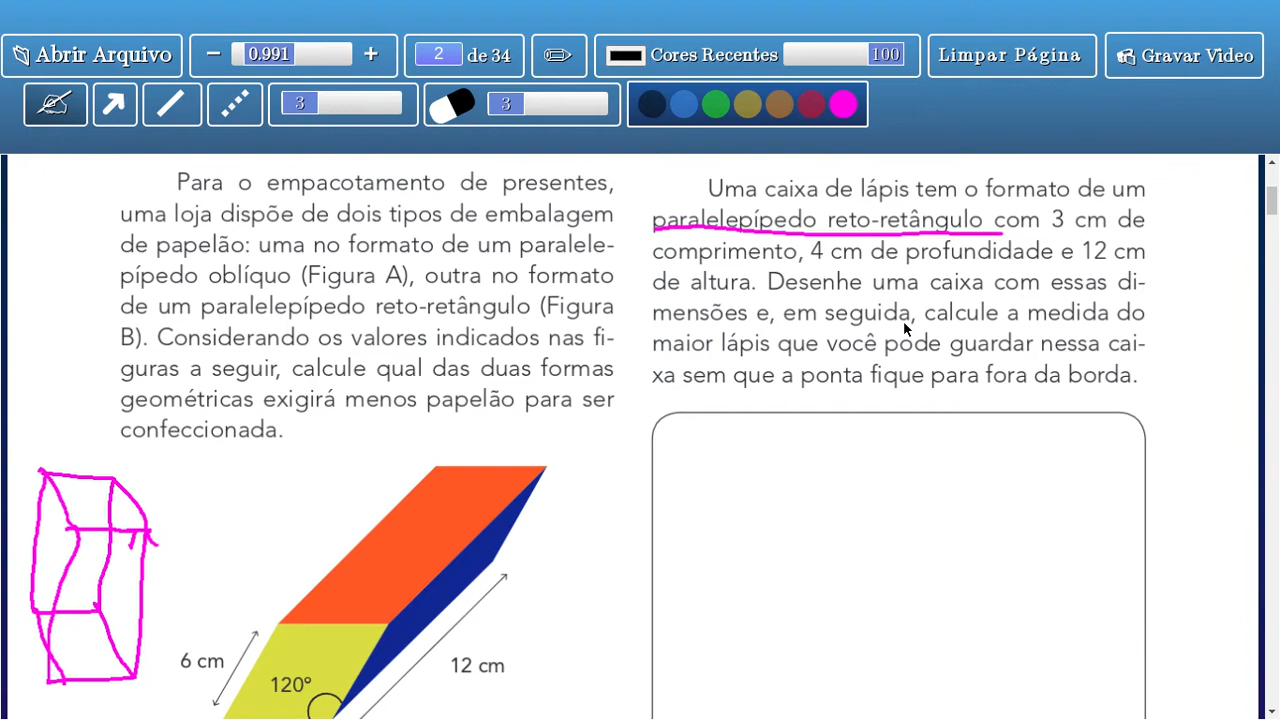 Abrir Arquivo
−
0.991
+
2 de 34
Cores Recentes
100
Limpar Página
Gravar Video
3
3
Para o empacotamento de presentes,
uma loja dispõe de dois tipos de embalagem
de papelão: uma no formato de um paralele-
pípedo oblíquo (Figura A), outra no formato
de um paralelepípedo reto-retângulo (Figura
B). Considerando os valores indicados nas fi-
guras a seguir, calcule qual das duas formas
geométricas exigirá menos papelão para ser
confeccionada.
6 cm
120°
12 cm
Uma caixa de lápis tem o formato de um
paralelepípedo reto-retângulo com 3 cm de
comprimento, 4 cm de profundidade e 12 cm
de altura. Desenhe uma caixa com essas di-
mensões e, em seguida, calcule a medida do
maior lápis que você pode guardar nessa cai-
xa sem que a ponta fique para fora da borda.